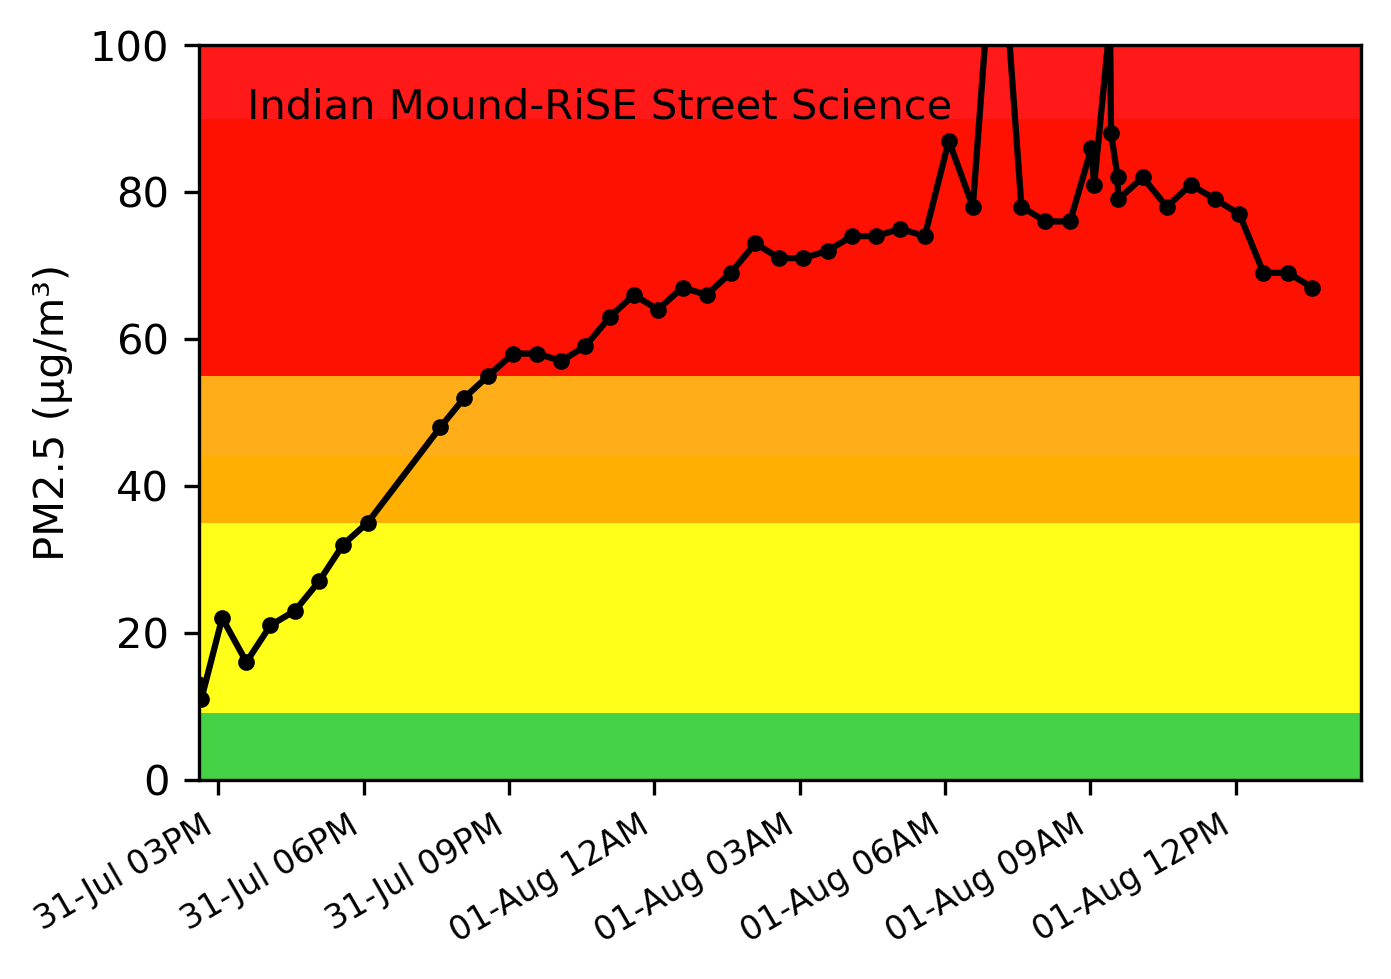 100
Indian Mound-RiSE Street Science
80
60
40
20
0
PM2.5 (µg/m³)
31-Jul 03PM
31-Jul 06PM
31-Jul 09PM
01-Aug 12AM
01-Aug 03AM
01-Aug 06AM
01-Aug 09AM
01-Aug 12PM